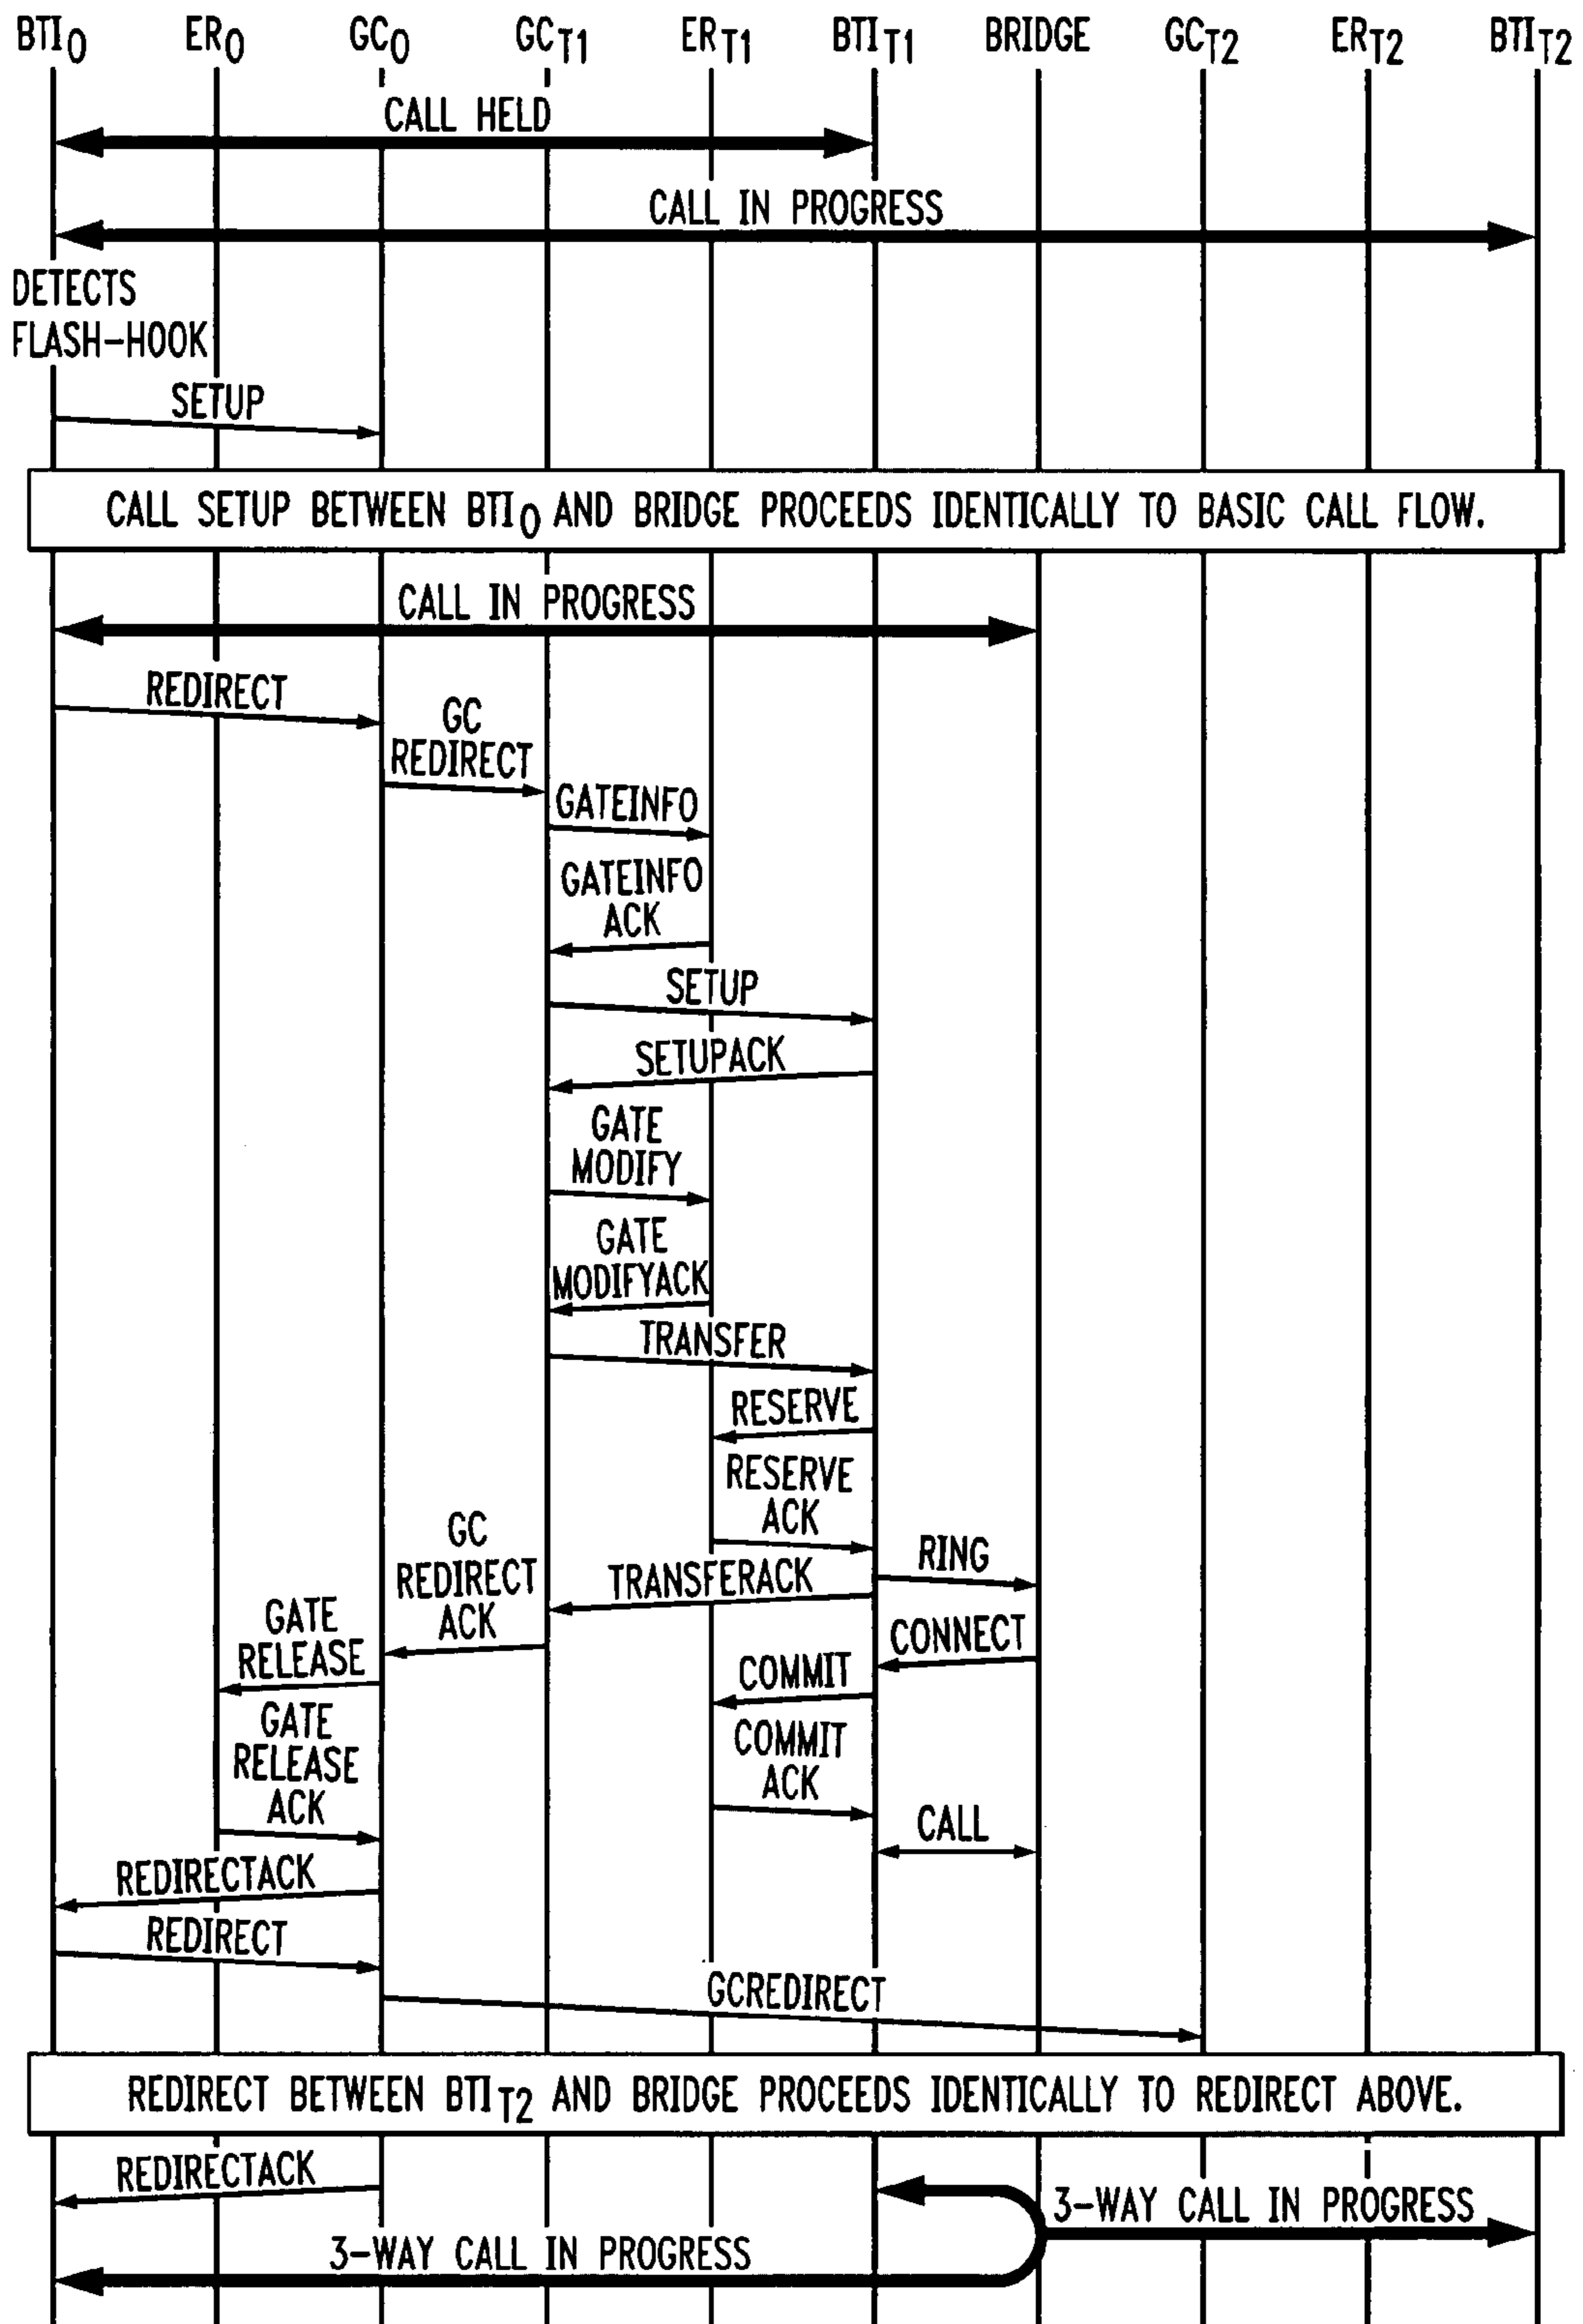 BTI0 ER0 GC0 GCT1 ERT1 BTIT1 BRIDGE GCT2 ERT2 BTIT2
CALL HELD
CALL IN PROGRESS
DETECTS
FLASH-HOOK
SETUP
CALL SETUP BETWEEN BTI0 AND BRIDGE PROCEEDS IDENTICALLY TO BASIC CALL FLOW.
CALL IN PROGRESS
REDIRECT
GC
REDIRECT
GATEINFO
GATEINFO
ACK
SETUP
SETUPACK
GATE
MODIFY
GATE
MODIFYACK
TRANSFER
RESERVE
RESERVE
ACK
RING
GC
REDIRECT
ACK
TRANSFERACK
CONNECT
GATE
RELEASE
COMMIT
GATE
RELEASE
ACK
COMMIT
ACK
CALL
REDIRECTACK
REDIRECT
GCREDIRECT
REDIRECT BETWEEN BTIT2 AND BRIDGE PROCEEDS IDENTICALLY TO REDIRECT ABOVE.
REDIRECTACK
3-WAY CALL IN PROGRESS
3-WAY CALL IN PROGRESS